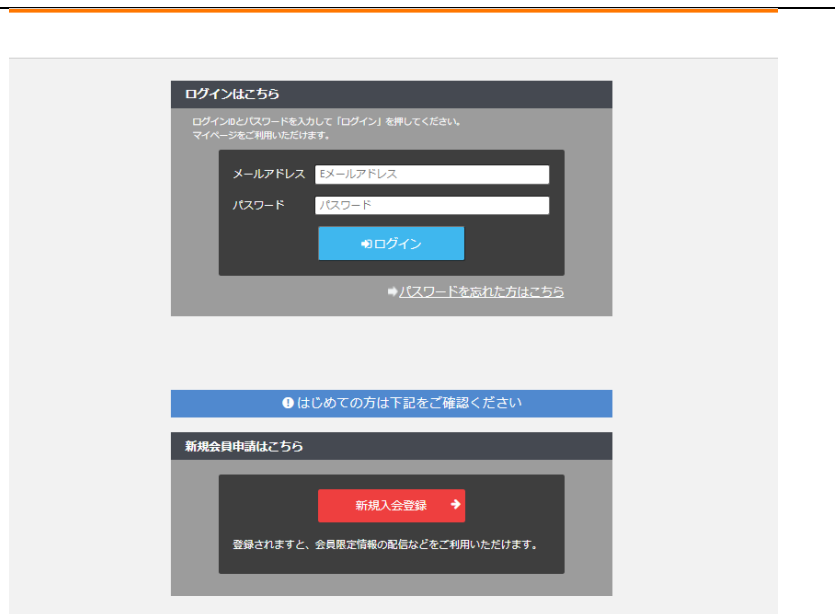 ログインはこちら
ログインIDとパスワードを入力して「ログイン」を押してください。
マイページをご利用いただけます。
メールアドレス Eメールアドレス
パスワード パスワード
ログイン
パスワードを忘れた方はこちら
はじめての方は下記をご確認ください
新規会員申請はこちら
新規入会登録
登録されますと、会員限定情報の配信などをご利用いただけます。